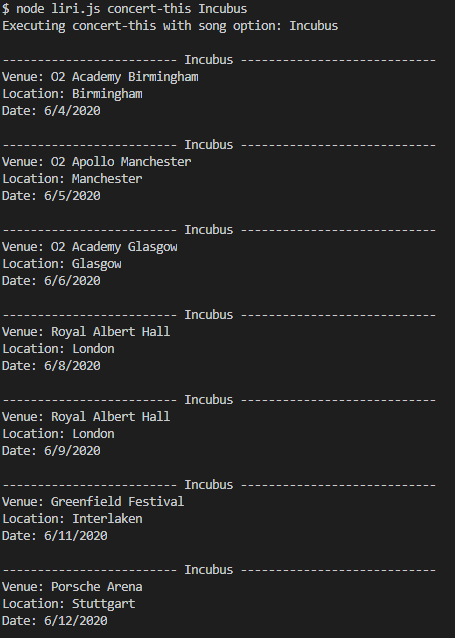 $ node liri.js concert-this Incubus
Executing concert-this with song option: Incubus
------------------------- Incubus ----------------------------
Venue: O2 Academy Birmingham
Location: Birmingham
Date: 6/4/2020
------------------------- Incubus ----------------------------
Venue: O2 Apollo Manchester
Location: Manchester
Date: 6/5/2020
------------------------- Incubus ----------------------------
Venue: O2 Academy Glasgow
Location: Glasgow
Date: 6/6/2020
------------------------- Incubus ----------------------------
Venue: Royal Albert Hall
Location: London
Date: 6/8/2020
------------------------- Incubus ----------------------------
Venue: Royal Albert Hall
Location: London
Date: 6/9/2020
------------------------- Incubus ----------------------------
Venue: Greenfield Festival
Location: Interlaken
Date: 6/11/2020
------------------------- Incubus ----------------------------
Venue: Porsche Arena
Location: Stuttgart
Date: 6/12/2020